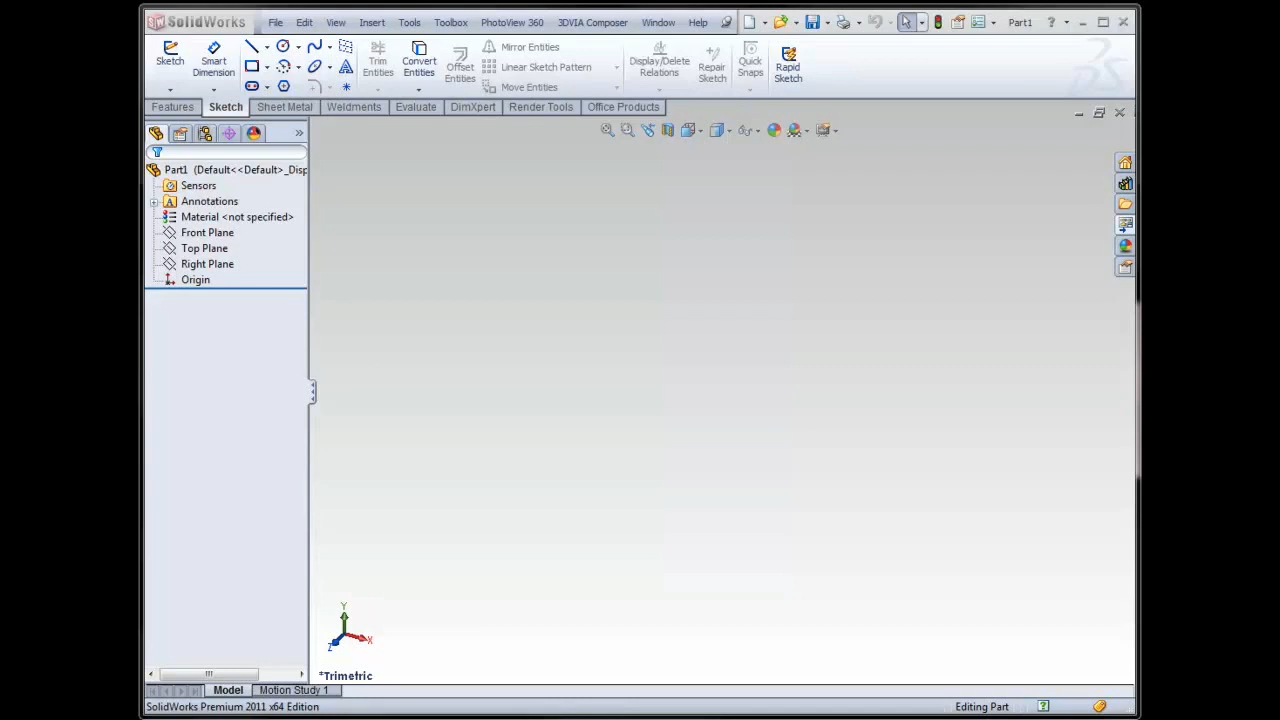 SolidWorks File Edit View Insert Tools Toolbox PhotoView 360 3DVIA Composer Window Help Part1 ?
Sketch
Smart Dimension
Trim Entities
Convert Entities
Offset Entities
Mirror Entities
Linear Sketch Pattern
Move Entities
Display/Delete Relations
Repair Sketch
Quick Snaps
Rapid Sketch
Features Sketch Sheet Metal Weldments Evaluate DimXpert Render Tools Office Products
Part1 (Default<<Default>_Disp
Sensors
Annotations
Material <not specified>
Front Plane
Top Plane
Right Plane
Origin
Y
X
Z
*Trimetric
Model Motion Study 1
SolidWorks Premium 2011 x64 Edition Editing Part